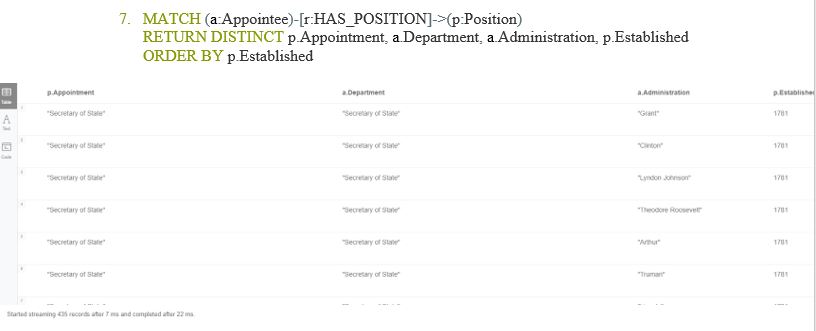 7. MATCH (a:Appointee)-[r:HAS_POSITION]->(p:Position)
RETURN DISTINCT p.Appointment, a.Department, a.Administration, p.Established
ORDER BY p.Established
p.Appointment a.Department a.Administration p.Establishe
Table
1 "Secretary of State" "Secretary of State" "Grant" 1781
A
Text
2 "Secretary of State" "Secretary of State" "Clinton" 1781
Code
3 "Secretary of State" "Secretary of State" "Lyndon Johnson" 1781
4 "Secretary of State" "Secretary of State" "Theodore Roosevelt" 1781
5 "Secretary of State" "Secretary of State" "Arthur" 1781
6 "Secretary of State" "Secretary of State" "Truman" 1781
Started streaming 435 records after 7 ms and completed after 22 ms.